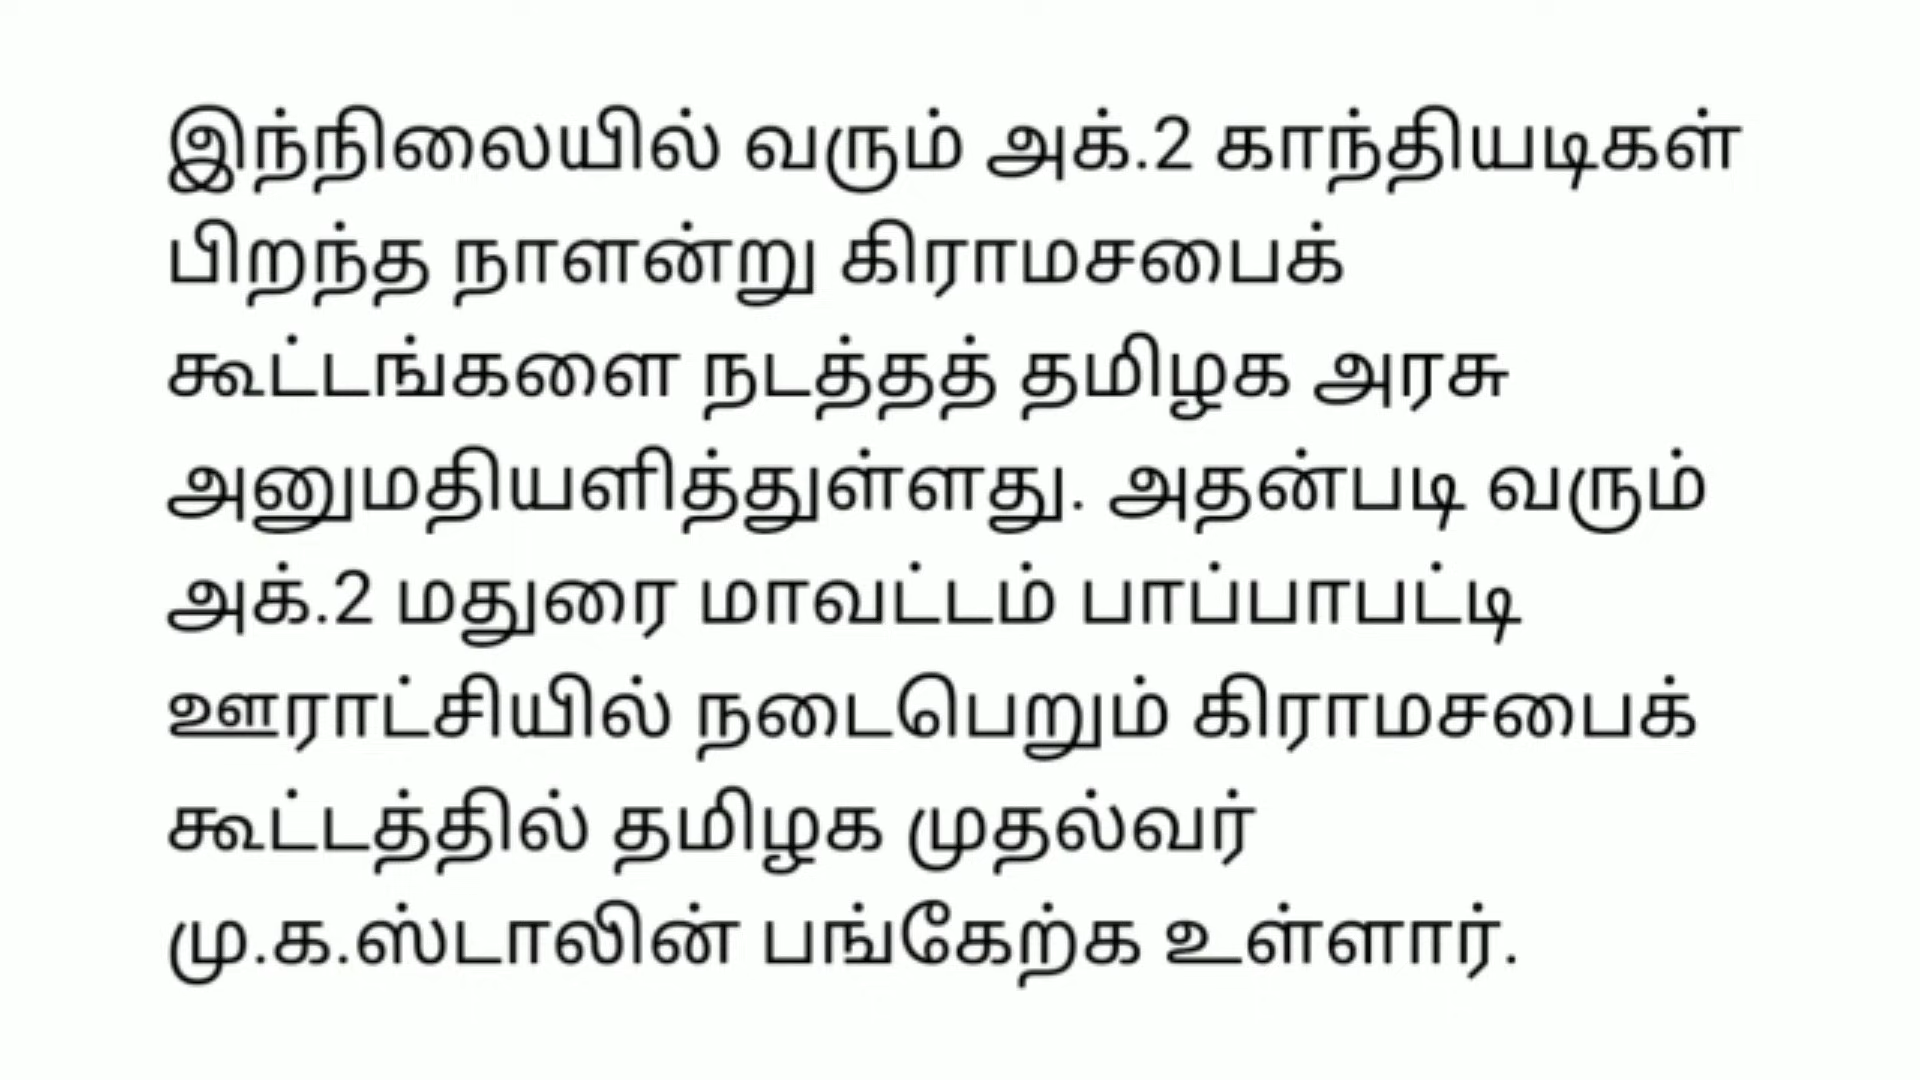 இந்நிலையில் வரும் அக்.2 காந்தியடிகள்
பிறந்த நாளன்று கிராமசபைக்
கூட்டங்களை நடத்தத் தமிழக அரசு
அனுமதியளித்துள்ளது. அதன்படி வரும்
அக்.2 மதுரை மாவட்டம் பாப்பாபட்டி
ஊராட்சியில் நடைபெறும் கிராமசபைக்
கூட்டத்தில் தமிழக முதல்வர்
மு.க.ஸ்டாலின் பங்கேற்க உள்ளார்.